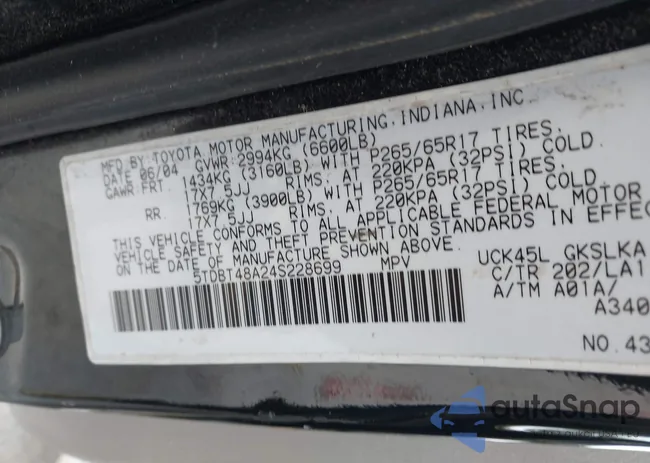 MFD BY TOYOTA MOTOR MANUFACTURING, INDIANA, INC
DATE 06/04 GVWR:2994KG (6600LB)
GAWR FRT. 1434KG (3160LB) WITH P265/65R17 TIRES,
17X7.5JJ RIMS, AT 220KPA (32PSI) COLD.
RR. 1769KG (3900LB) WITH P265/65R17 TIRES,
17X7.5JJ RIMS, AT 220KPA (32PSI) COLD.
THIS VEHICLE CONFORMS TO ALL APPLICABLE FEDERAL MOTOR
VEHICLE SAFETY AND THEFT PREVENTION STANDARDS IN EFFEC
ON THE DATE OF MANUFACTURE SHOWN ABOVE.
5TDBT48A24S228699 MPV
UCK45L GKSLKA
C/TR 202/LA1
A/TM A01A/
A340
NO.43
autoSnap